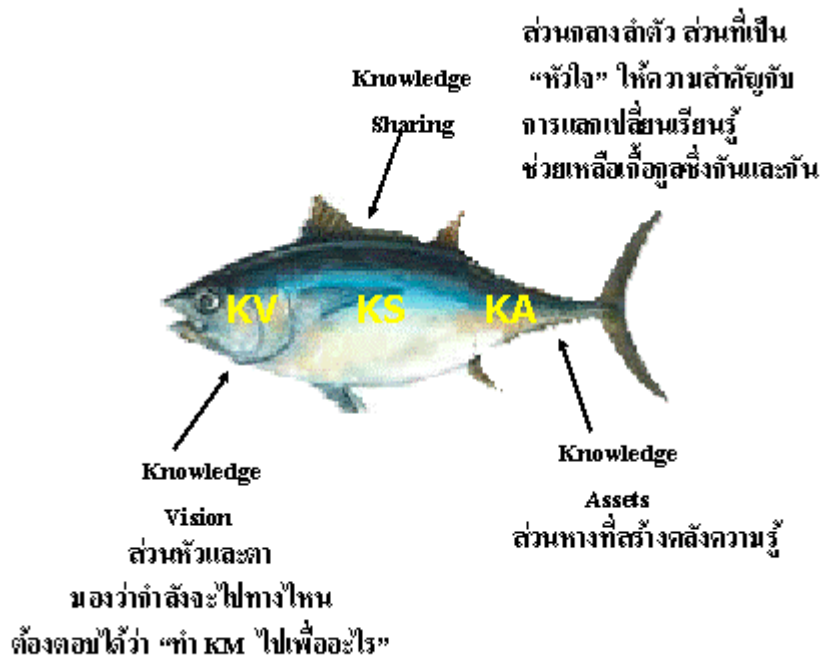 ส่วนกลางลำตัว ส่วนที่เป็น
“หัวใจ” ให้ความสำคัญกับ
การแลกเปลี่ยนเรียนรู้
ช่วยเหลือเกื้อกูลซึ่งกันและกัน
Knowledge
Sharing
KV
KS
KA
Knowledge
Vision
ส่วนหัวและตา
มองว่ากำลังจะไปทางไหน
ต้องตอบได้ว่า “ทำ KM ไปเพื่ออะไร”
Knowledge
Assets
ส่วนหางที่สร้างคลังความรู้